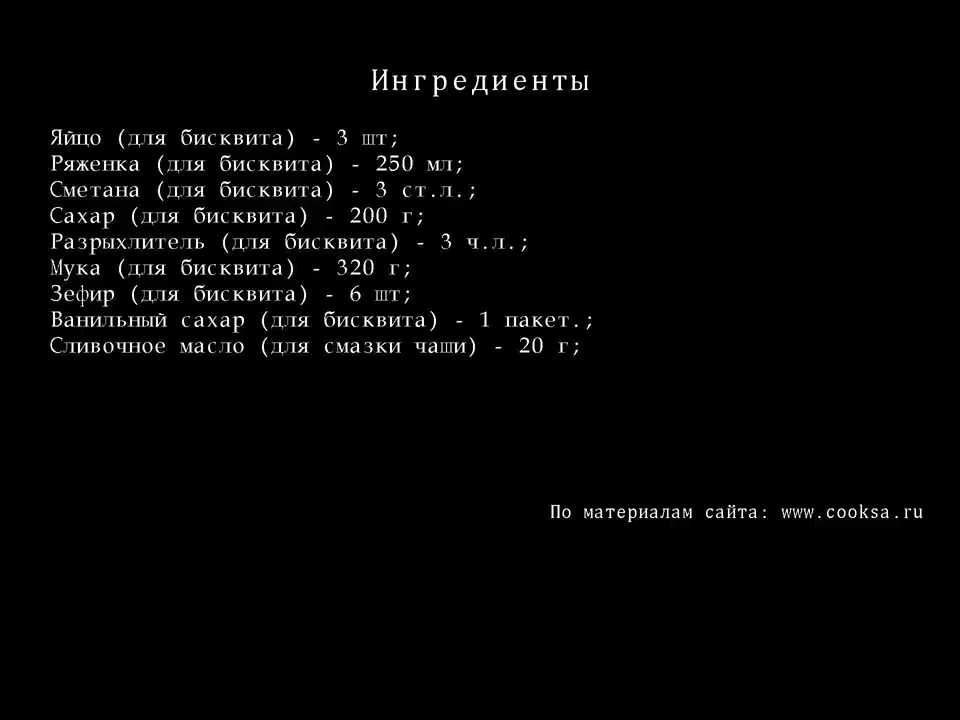 Ингредиенты
Яйцо (для бисквита) - 3 шт;
Ряженка (для бисквита) - 250 мл;
Сметана (для бисквита) - 3 ст.л.;
Сахар (для бисквита) - 200 г;
Разрыхлитель (для бисквита) - 3 ч.л.;
Мука (для бисквита) - 320 г;
Зефир (для бисквита) - 6 шт;
Ванильный сахар (для бисквита) - 1 пакет.;
Сливочное масло (для смазки чаши) - 20 г;
По материалам сайта: www.cooksa.ru